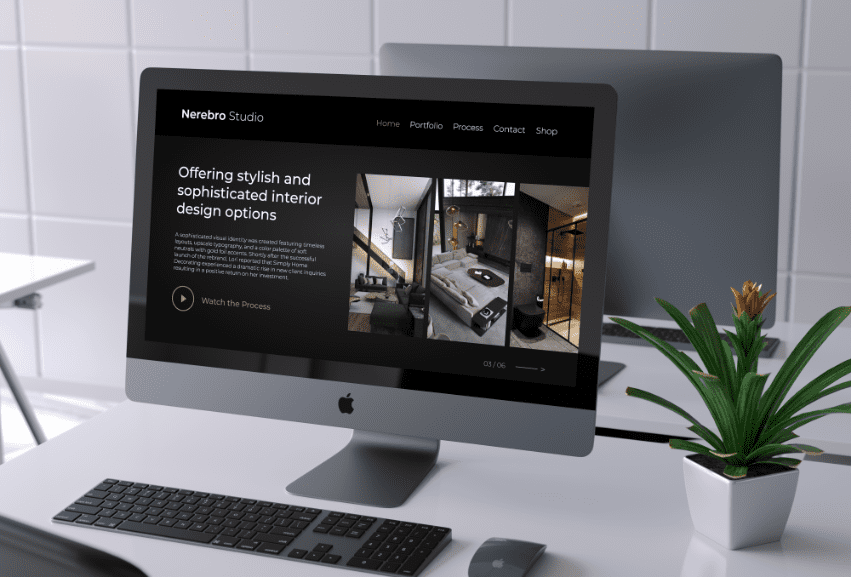 Nerebro Studio
Home Portfolio Process Contact Shop
Offering stylish and
sophisticated interior
design options
A sophisticated visual identity was created featuring timeless
layouts, upscale typography, and a color palette of soft
neutrals with gold foil accents. Shortly after the successful
launch of the rebrand, Lori reported that Simply Home
Decorating experienced a dramatic rise in new client inquiries
resulting in a positive return on her investment.
Watch the Process
03 / 06